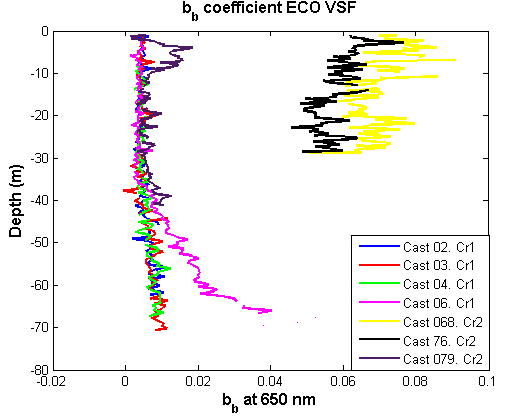 b_b coefficient ECO VSF
0
-10
-20
-30
-40
-50
-60
-70
-80
Depth (m)
-0.02 0 0.02 0.04 0.06 0.08 0.1
b_b at 650 nm
Cast 02. Cr1
Cast 03. Cr1
Cast 04. Cr1
Cast 06. Cr1
Cast 068. Cr2
Cast 76. Cr2
Cast 079. Cr2